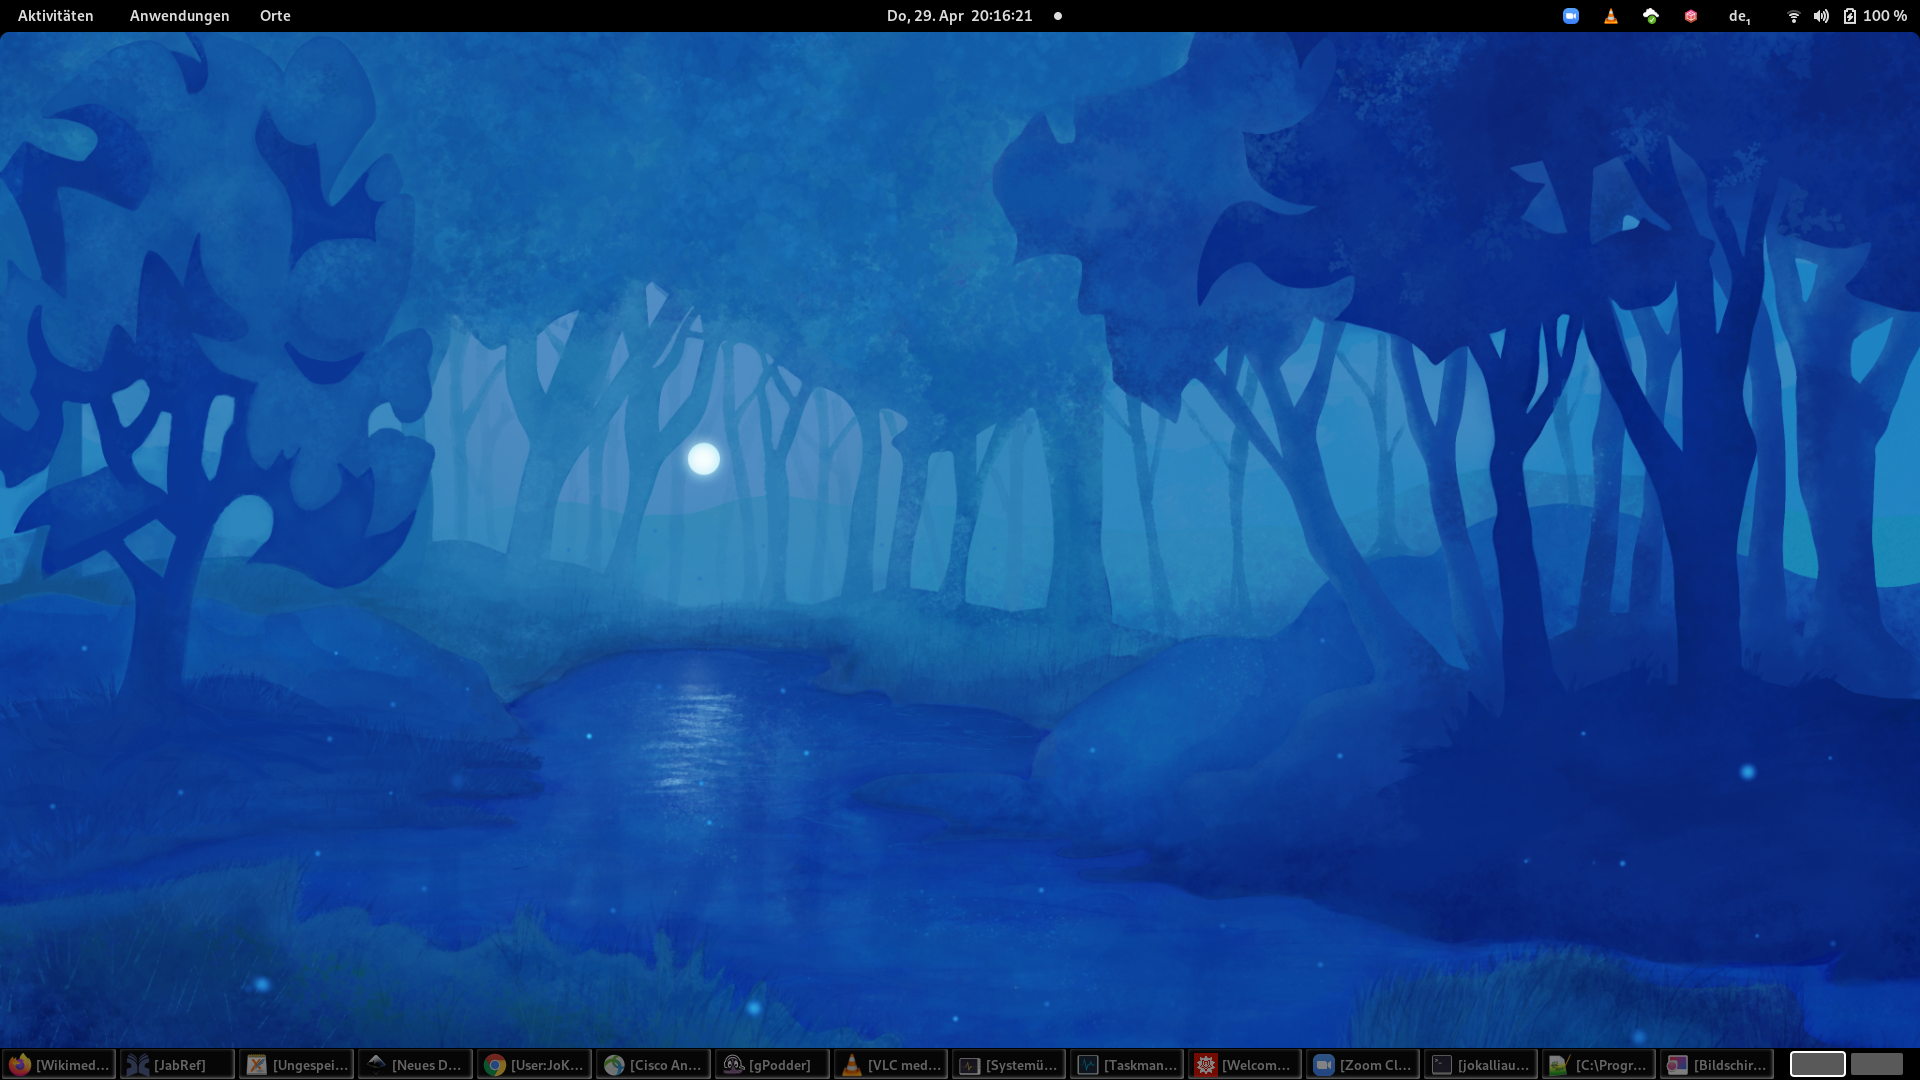 Aktivitäten Anwendungen Orte Do, 29. Apr 20:16:21 de₁ 100 %
[Wikimed... [JabRef] [Ungespei... [Neues D... [User:JoK... [Cisco An... [gPodder] [VLC med... [Systemü... [Taskman... [Welcom... [Zoom Cl... [jokalliau... [C:\Progr... [Bildschir...